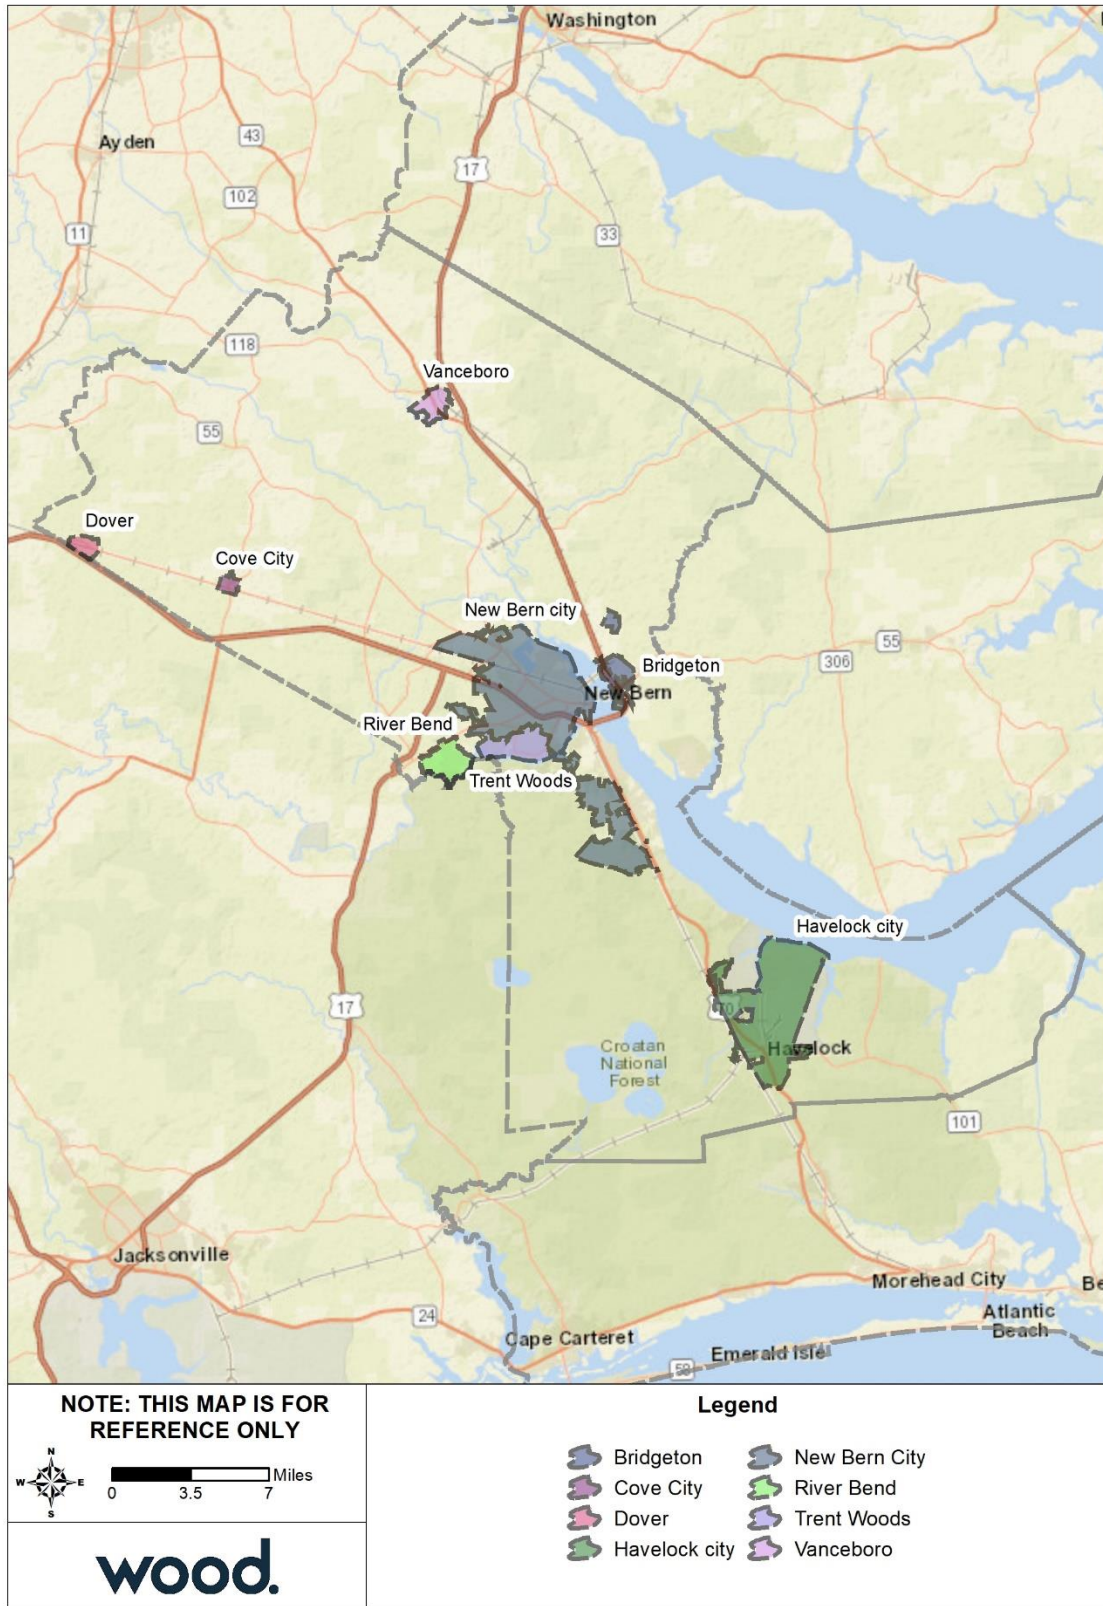 Washington
Ayden
43
17
102
11
33
118
Vanceboro
55
Dover
Cove City
New Bern city
55
306
Bridgeton
New Bern
River Bend
Trent Woods
Havelock city
17
70
Croatan
National
Forest
Havelock
101
Jacksonville
Morehead City
Be
24
Atlantic
Beach
Cape Carteret
Emerald Isle
58
NOTE: THIS MAP IS FOR
REFERENCE ONLY
N
W E
S
Miles
0 3.5 7
wood.
Legend
Bridgeton
Cove City
Dover
Havelock city
New Bern City
River Bend
Trent Woods
Vanceboro